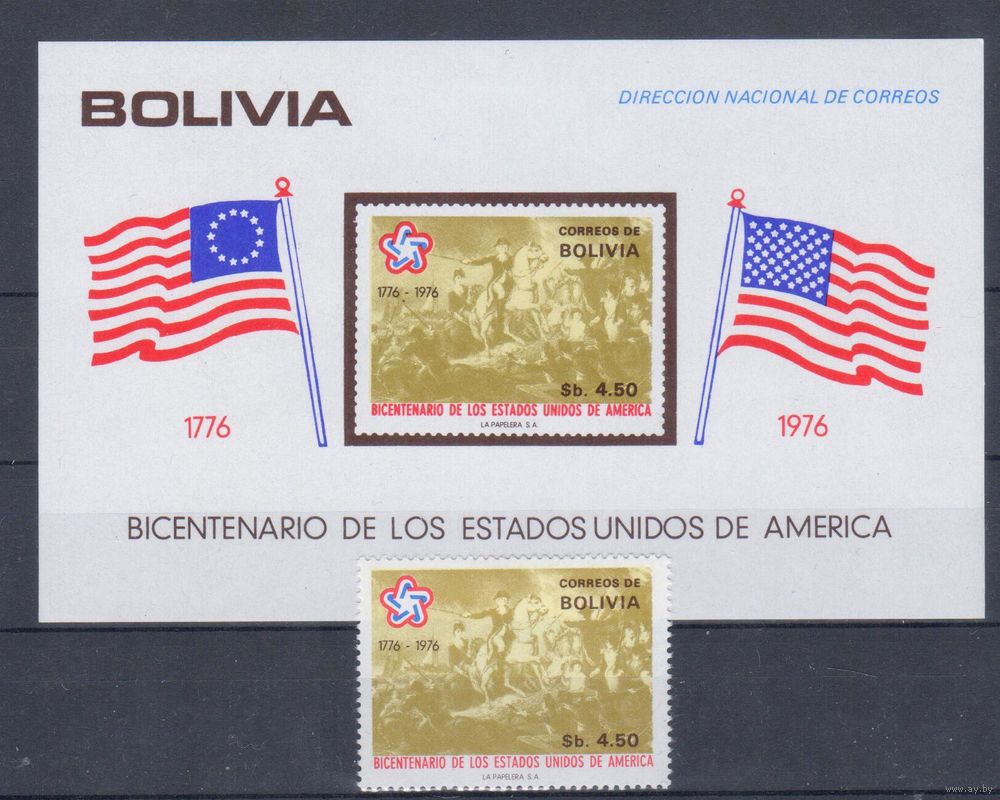 BOLIVIA
DIRECCION NACIONAL DE CORREOS
CORREOS DE
BOLIVIA
1776 - 1976
$b. 4.50
BICENTENARIO DE LOS ESTADOS UNIDOS DE AMERICA
LA PAPELERA S.A.
1776
1976
BICENTENARIO DE LOS ESTADOS UNIDOS DE AMERICA
CORREOS DE
BOLIVIA
1776 - 1976
$b. 4.50
BICENTENARIO DE LOS ESTADOS UNIDOS DE AMERICA
LA PAPELERA S.A.
www.ay.by